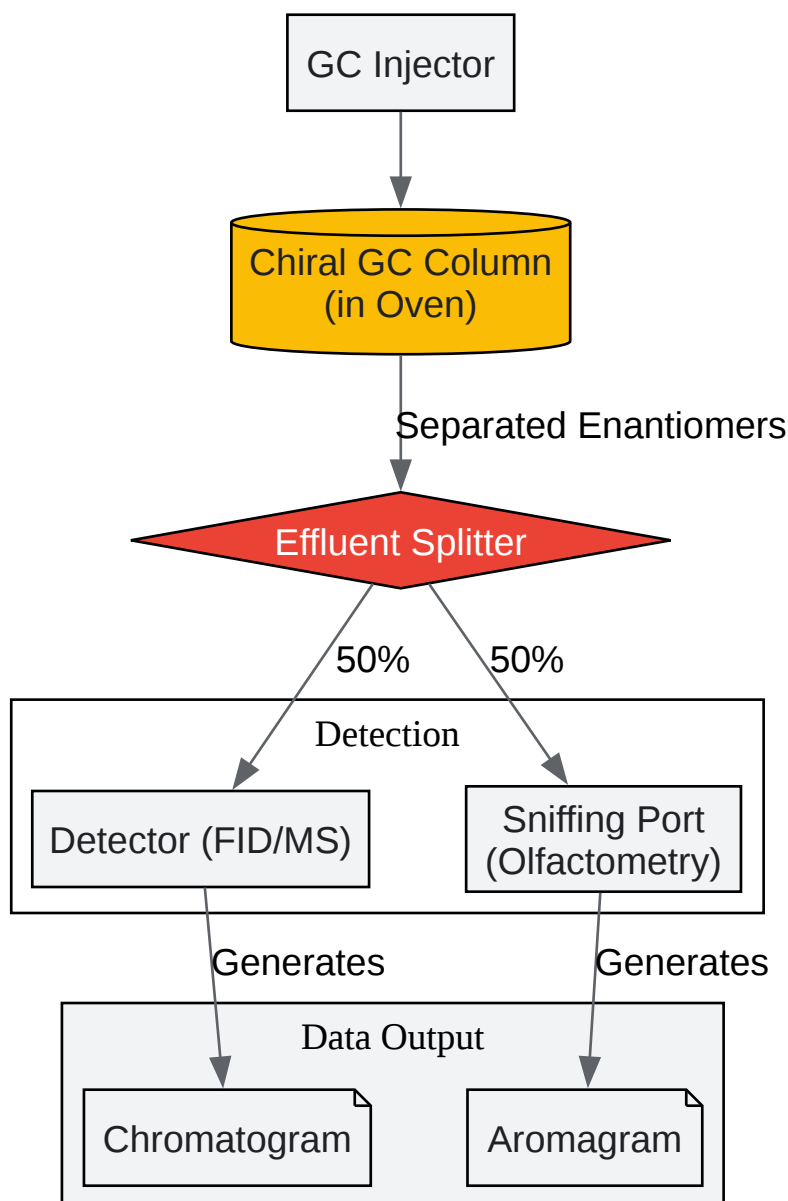 GC Injector
Chiral GC Column
(in Oven)
Separated Enantiomers
Effluent Splitter
50%
50%
Detection
Detector (FID/MS)
Sniffing Port
(Olfactometry)
Generates
Generates
Data Output
Chromatogram
Aromagram